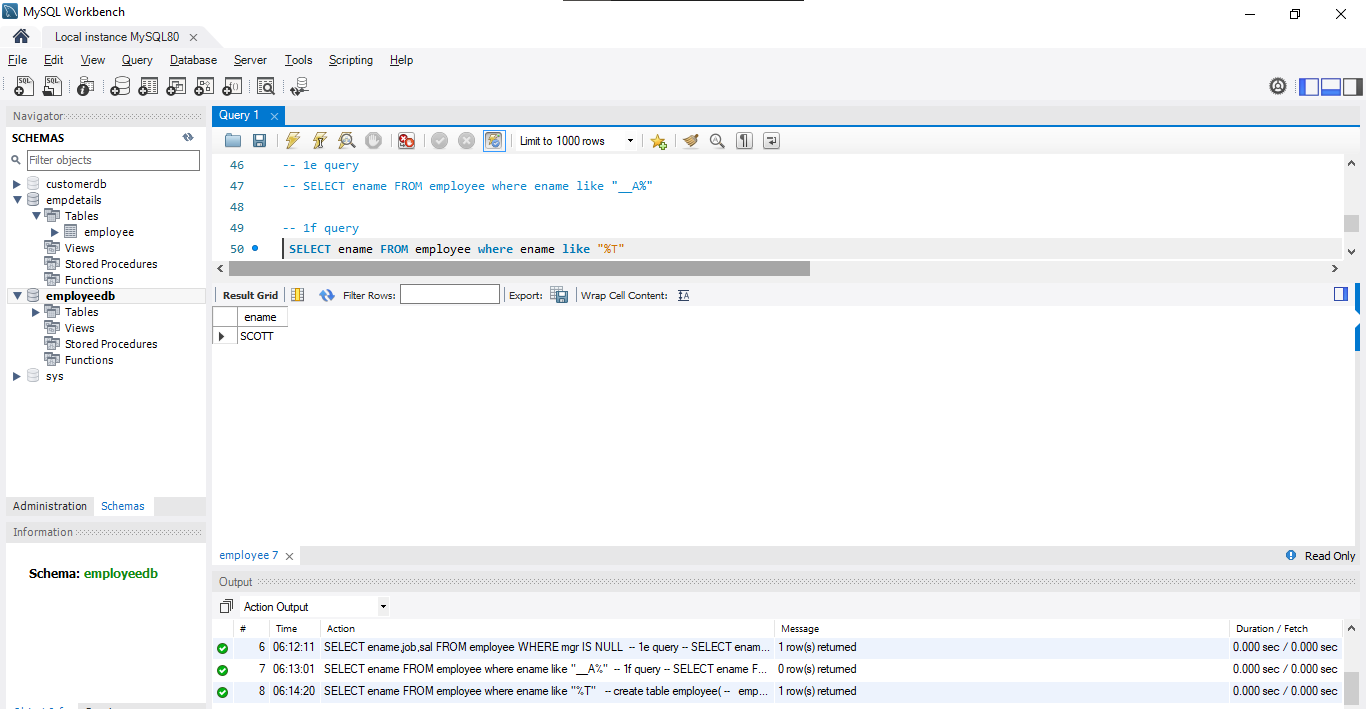 MySQL Workbench
Local instance MySQL80
File Edit View Query Database Server Tools Scripting Help
Navigator
SCHEMAS
Filter objects
customerdb
empdetails
Tables
employee
Views
Stored Procedures
Functions
employeedb
Tables
Views
Stored Procedures
Functions
sys
Administration Schemas
Information
Schema: employeedb
Query 1
Limit to 1000 rows
46 -- 1e query
47 -- SELECT ename FROM employee where ename like "__A%"
48
49 -- 1f query
50 SELECT ename FROM employee where ename like "%T"
Result Grid Filter Rows: Export: Wrap Cell Content:
ename
SCOTT
employee 7 Read Only
Output
Action Output
# Time Action Message Duration / Fetch
6 06:12:11 SELECT ename,job,sal FROM employee WHERE mgr IS NULL -- 1e query -- SELECT enam... 1 row(s) returned 0.000 sec / 0.000 sec
7 06:13:01 SELECT ename FROM employee where ename like "__A%" -- 1f query -- SELECT ename F... 0 row(s) returned 0.000 sec / 0.000 sec
8 06:14:20 SELECT ename FROM employee where ename like "%T" -- create table employee( -- emp... 1 row(s) returned 0.000 sec / 0.000 sec